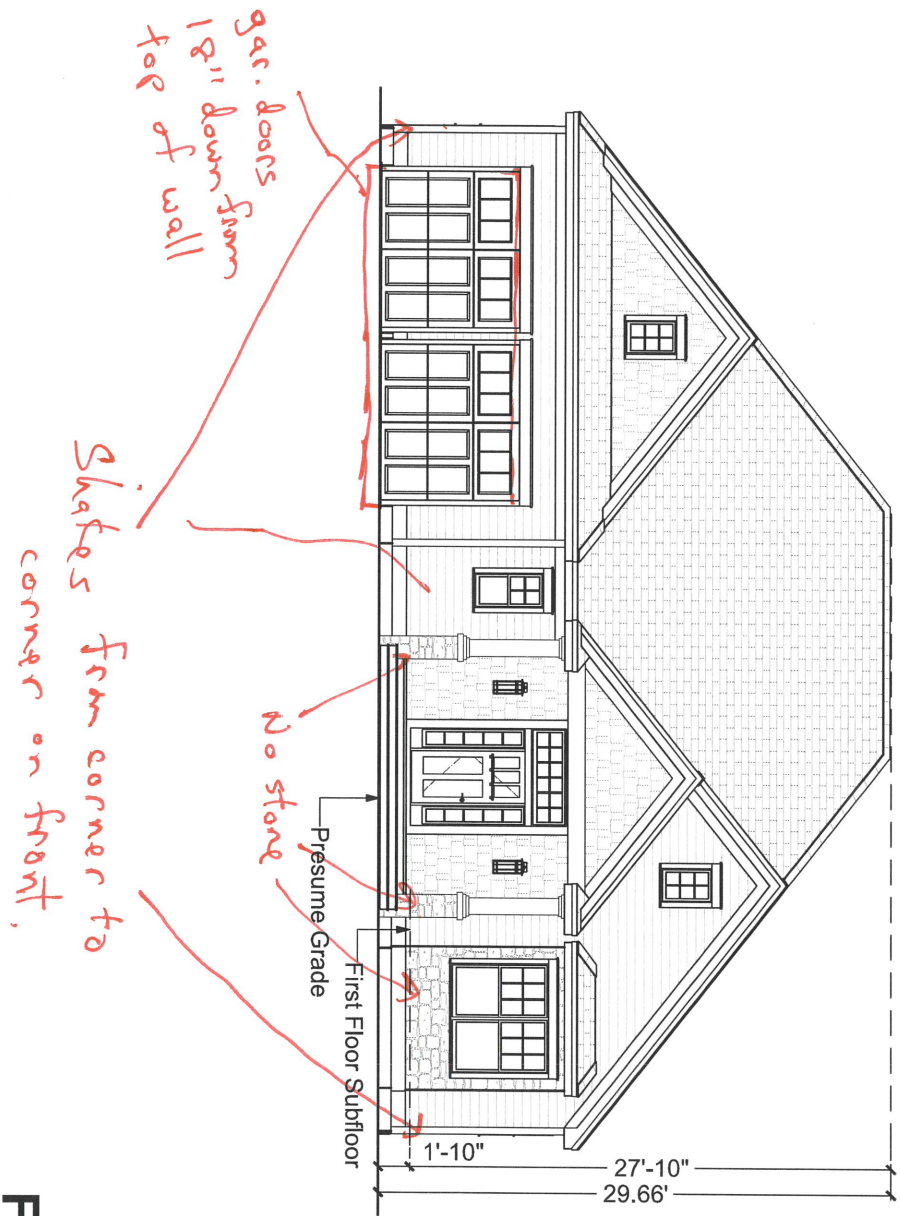 gar. doors
18" down from
top of wall
Shakes from corner to
corner on front.
No stone
Presume Grade
First Floor Subfloor
1'-10"
27'-10"
29.66'
F